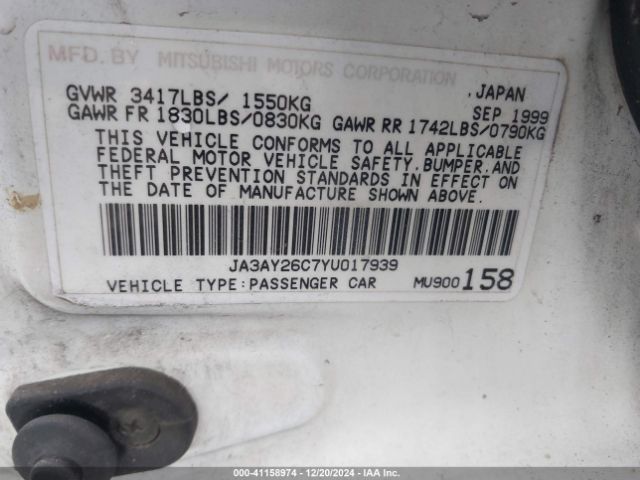 MFD. BY MITSUBISHI MOTORS CORPORATION
GVWR 3417LBS/ 1550KG .JAPAN
SEP 1999
GAWR FR 1830LBS/0830KG GAWR RR 1742LBS/0790KG
THIS VEHICLE CONFORMS TO ALL APPLICABLE
FEDERAL MOTOR VEHICLE SAFETY,BUMPER,AND
THEFT PREVENTION STANDARDS IN EFFECT ON
THE DATE OF MANUFACTURE SHOWN ABOVE.
JA3AY26C7YU017939
VEHICLE TYPE:PASSENGER CAR MU900158
000-41158974 | 12/20/2024 - IAA Inc.